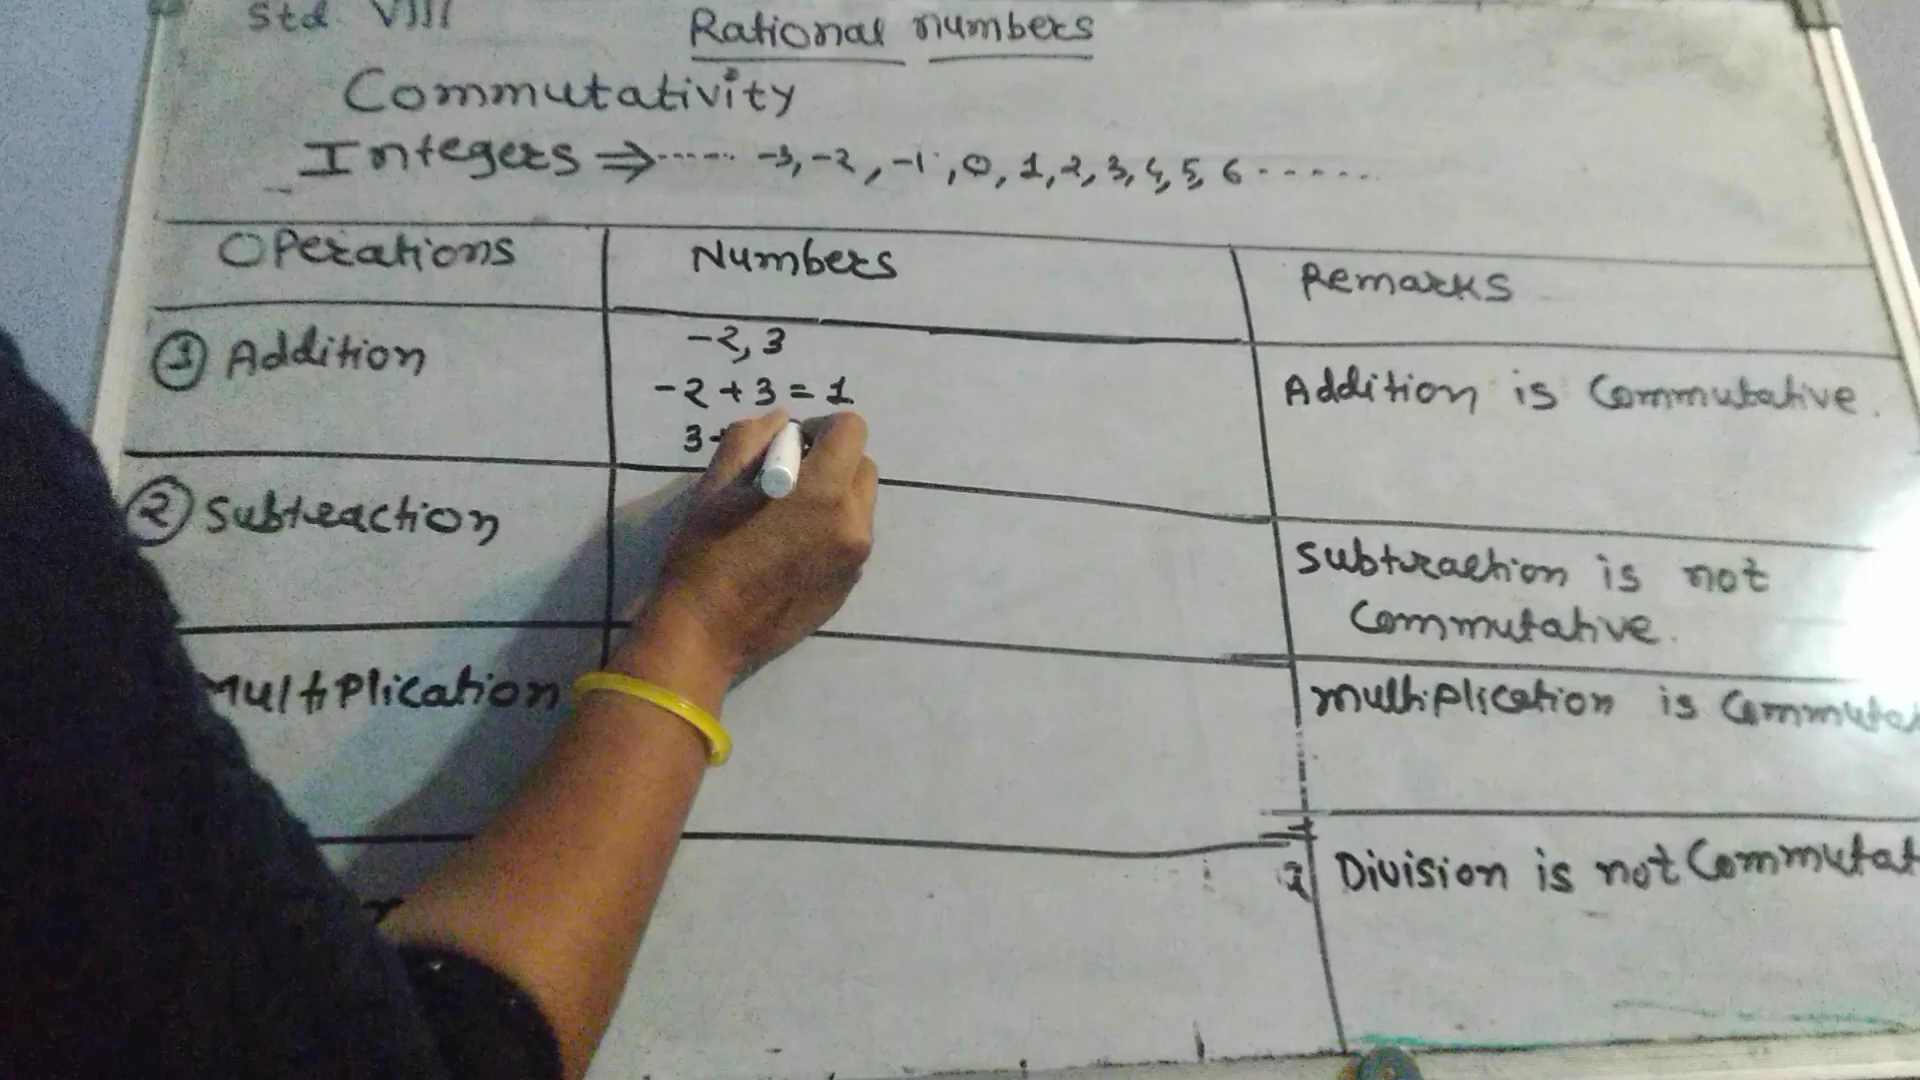 Std VIII
Rational numbers
Commutativity
Integers ⇒ ...... -3, -2, -1, 0, 1, 2, 3, 4, 5, 6 ......
Operations Numbers Remarks
① Addition
-2, 3
-2 + 3 = 1
3
Addition is Commutative.
② Subtraction
Subtraction is not
Commutative.
Multiplication
multiplication is
Division is not